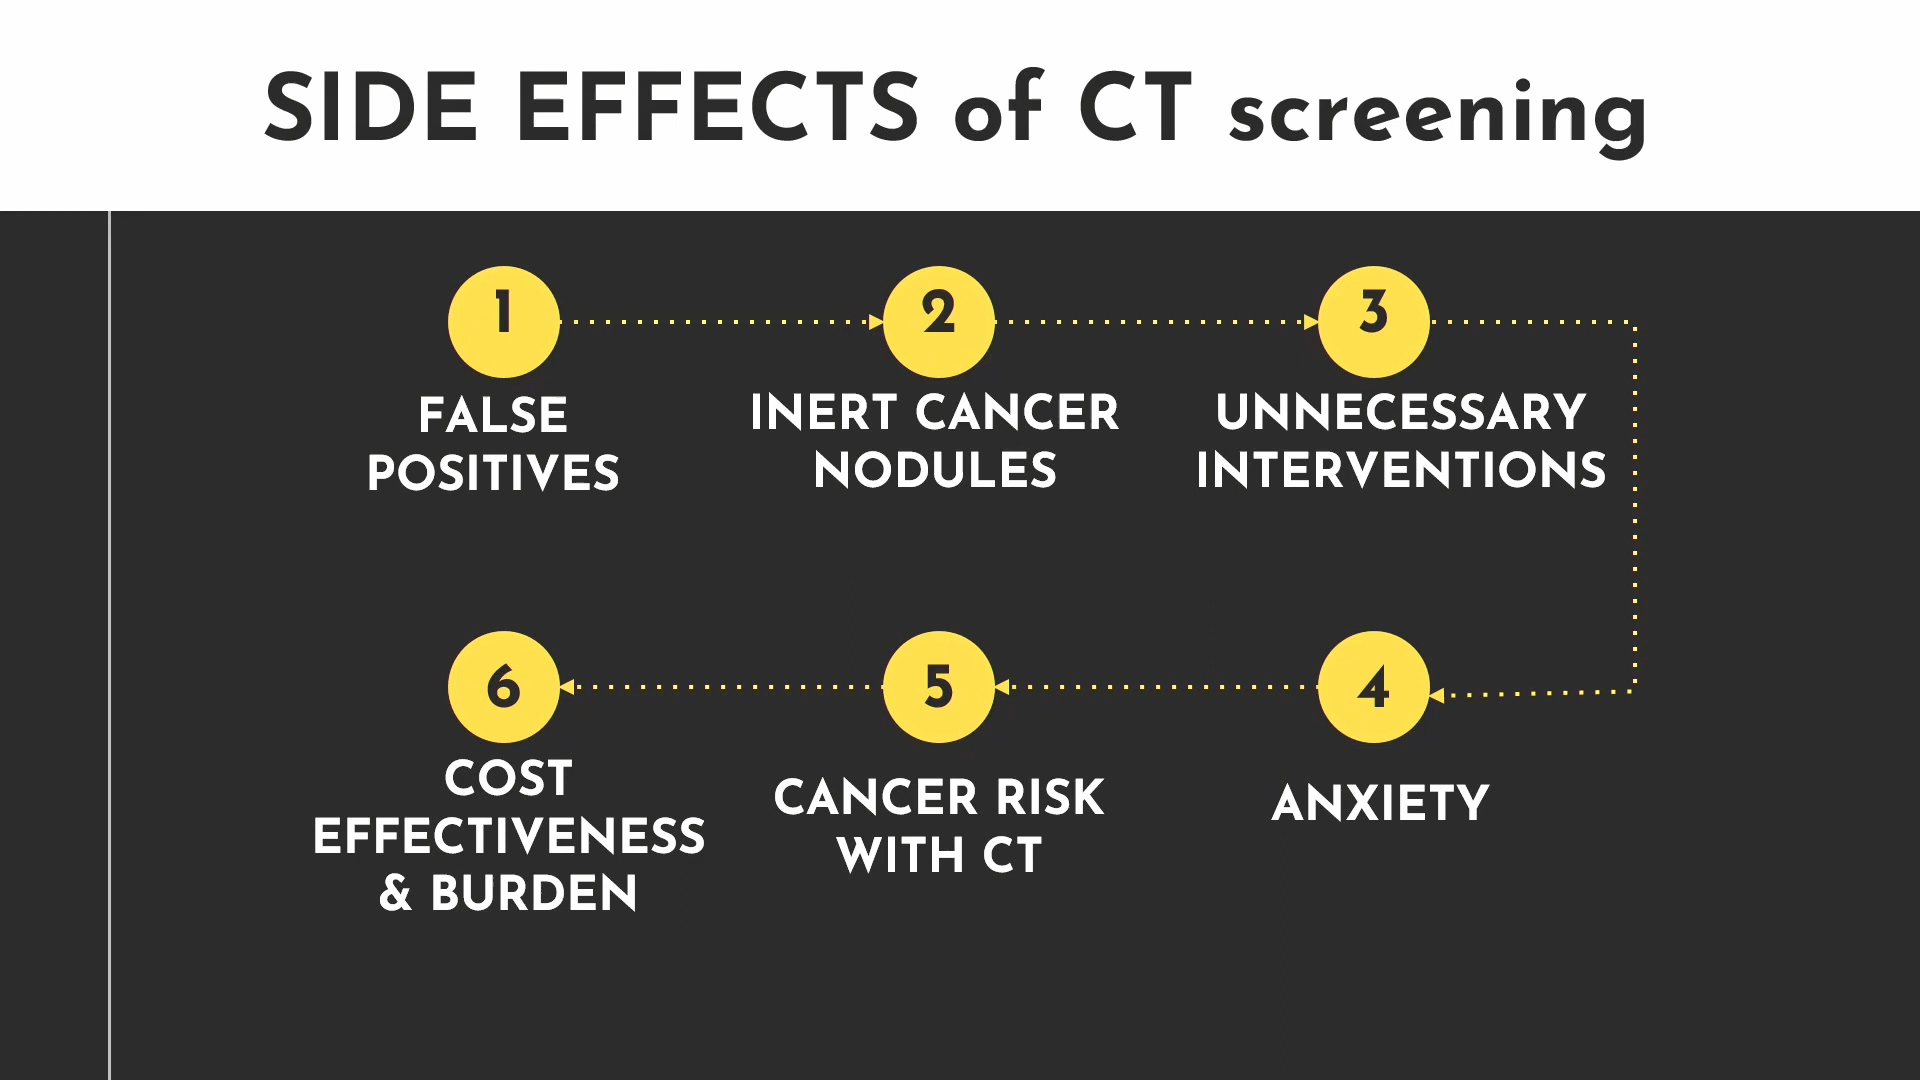 SIDE EFFECTS of CT screening
1
FALSE
POSITIVES
2
INERT CANCER
NODULES
3
UNNECESSARY
INTERVENTIONS
4
ANXIETY
5
CANCER RISK
WITH CT
6
COST
EFFECTIVENESS
& BURDEN